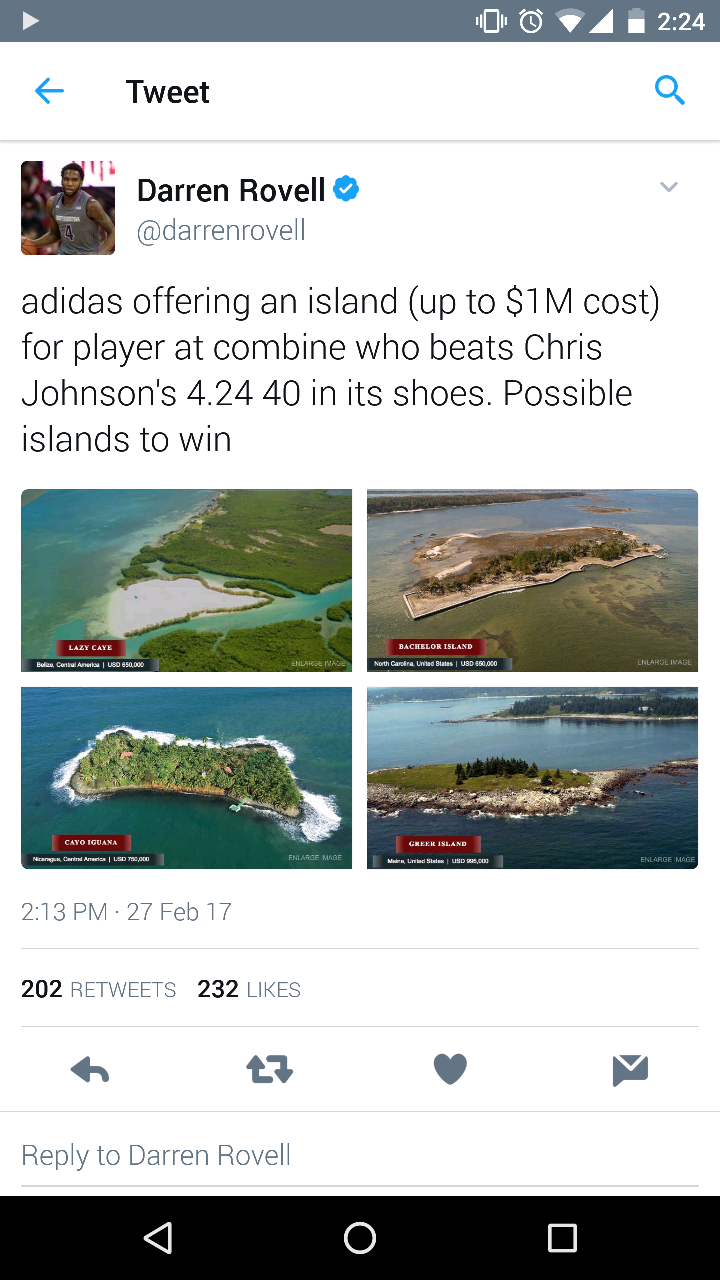 2:24
Tweet
Darren Rovell
@darrenrovell
adidas offering an island (up to $1M cost)
for player at combine who beats Chris
Johnson's 4.24 40 in its shoes. Possible
islands to win
LAZY CAYE
Belize, Central America | USD 650,000
ENLARGE IMAGE
BACHELOR ISLAND
North Carolina, United States | USD 650,000
ENLARGE IMAGE
CAYO IGUANA
Nicaragua, Central America | USD 750,000
ENLARGE IMAGE
GREER ISLAND
Maine, United States | USD 995,000
ENLARGE IMAGE
2:13 PM · 27 Feb 17
202 RETWEETS 232 LIKES
Reply to Darren Rovell